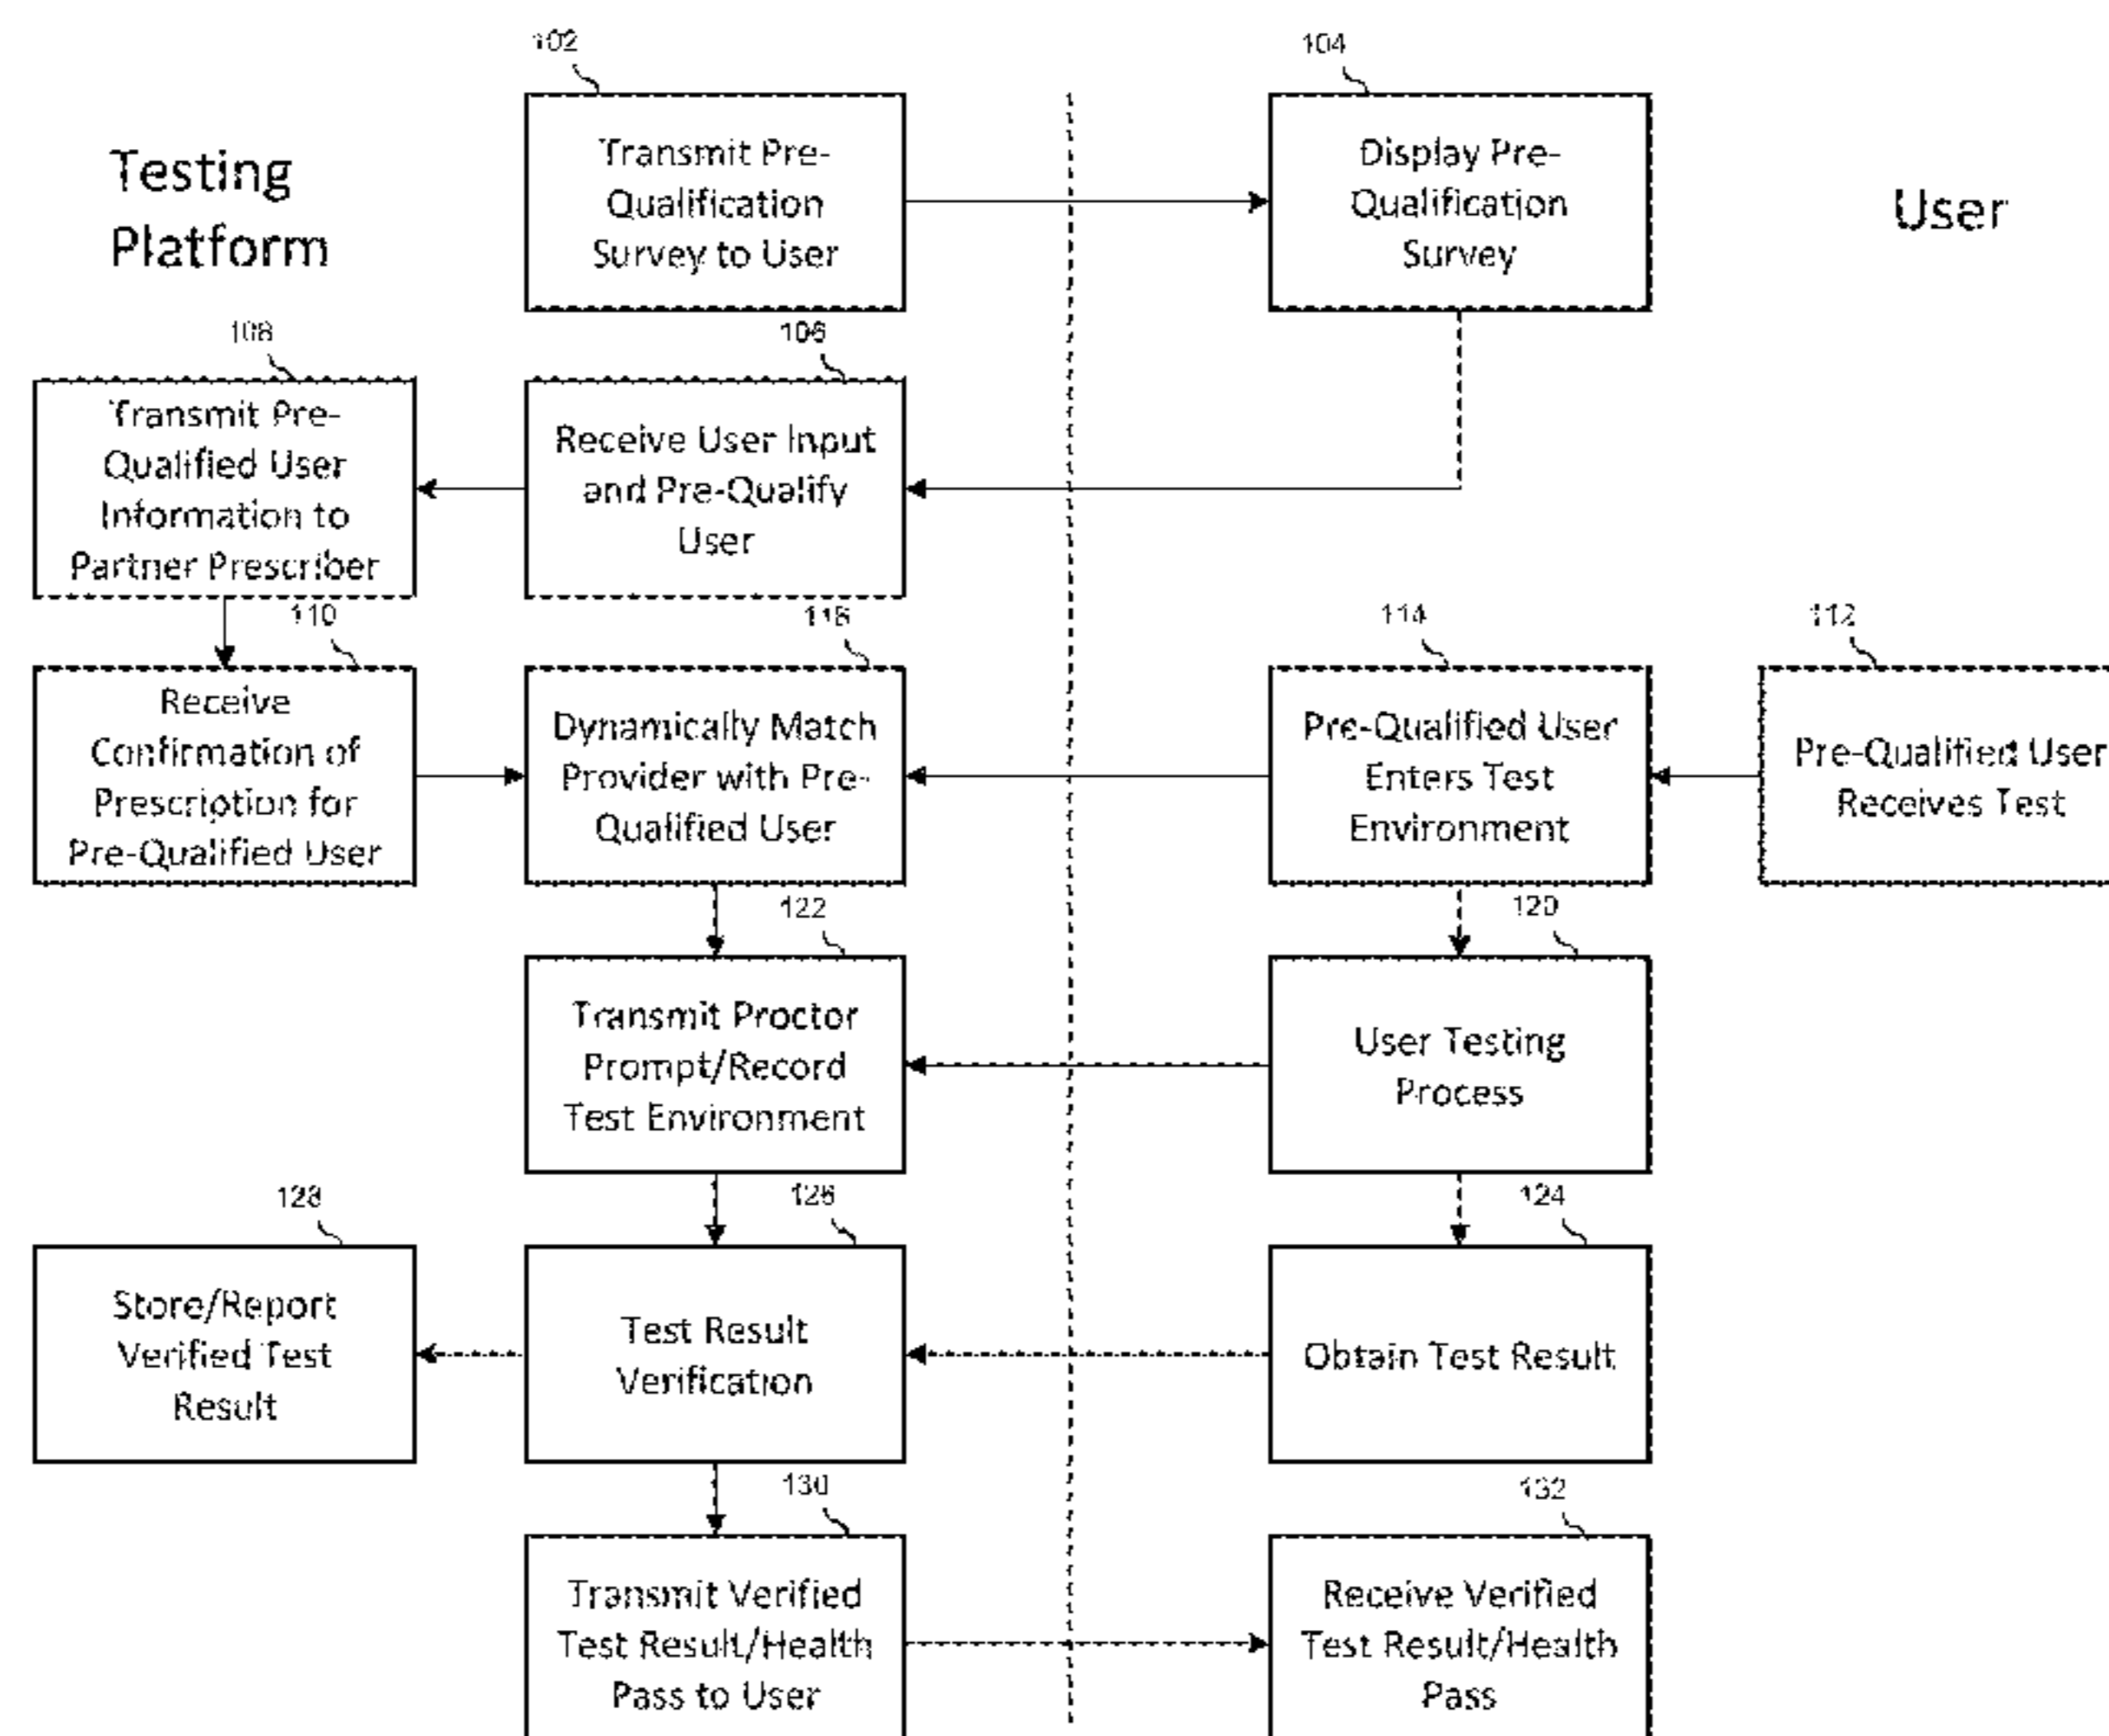 102
104
Testing
Platform
Transmit Pre-
Qualification
Survey to User
Display Pre-
Qualification
Survey
User
108
106
Transmit Pre-
Qualified User
Information to
Partner Prescriber
Receive User Input
and Pre-Qualify
User
110
116
114
112
Receive
Confirmation of
Prescription for
Pre-Qualified User
Dynamically Match
Provider with Pre-
Qualified User
Pre-Qualified User
Enters Test
Environment
Pre-Qualified User
Receives Test
122
120
Transmit Proctor
Prompt/Record
Test Environment
User Testing
Process
128
126
124
Store/Report
Verified Test
Result
Test Result
Verification
Obtain Test Result
130
132
Transmit Verified
Test Result/Health
Pass to User
Receive Verified
Test Result/Health
Pass